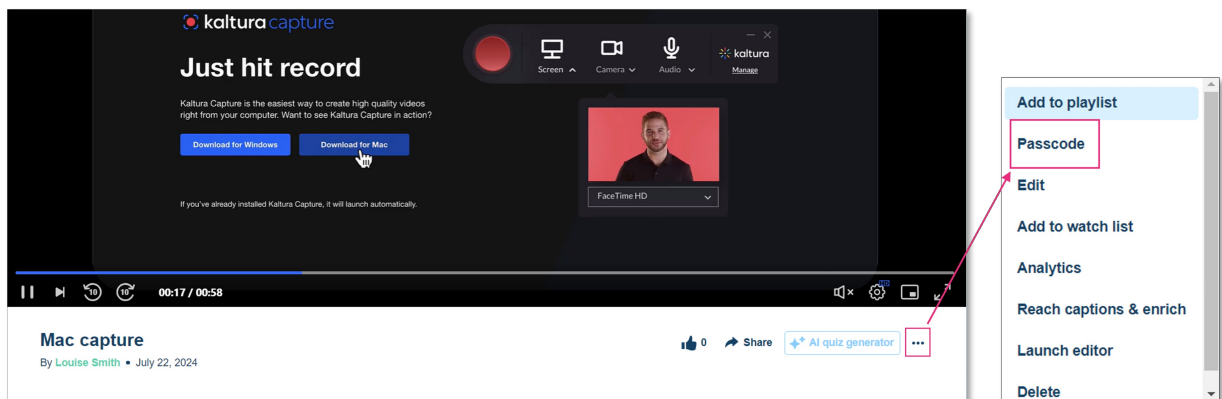 kaltura capture
Just hit record
Kaltura Capture is the easiest way to create high quality videos
right from your computer. Want to see Kaltura Capture in action?
Download for Windows
Download for Mac
If you've already installed Kaltura Capture, it will launch automatically.
Screen
Camera
Audio
kaltura
Manage
FaceTime HD
10
10
00:17 / 00:58
HD
Mac capture
By Louise Smith • July 22, 2024
0
Share
AI quiz generator
...
Add to playlist
Passcode
Edit
Add to watch list
Analytics
Reach captions & enrich
Launch editor
Delete